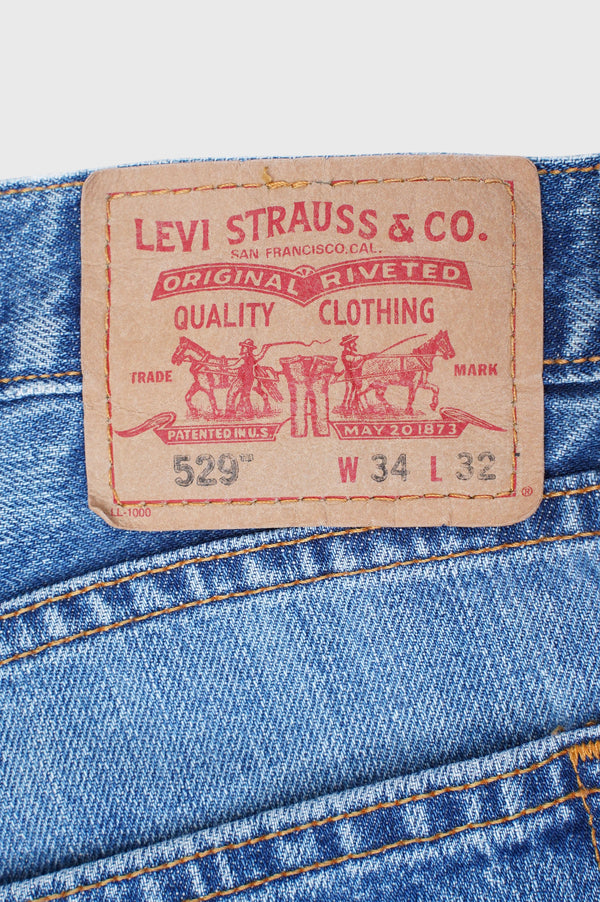 LEVI STRAUSS & CO.
SAN FRANCISCO, CAL.
ORIGINAL RIVETED
QUALITY CLOTHING
TRADE MARK
PATENTED IN U.S. MAY 20 1873
529™ W 34 L 32
LL-1000 ®